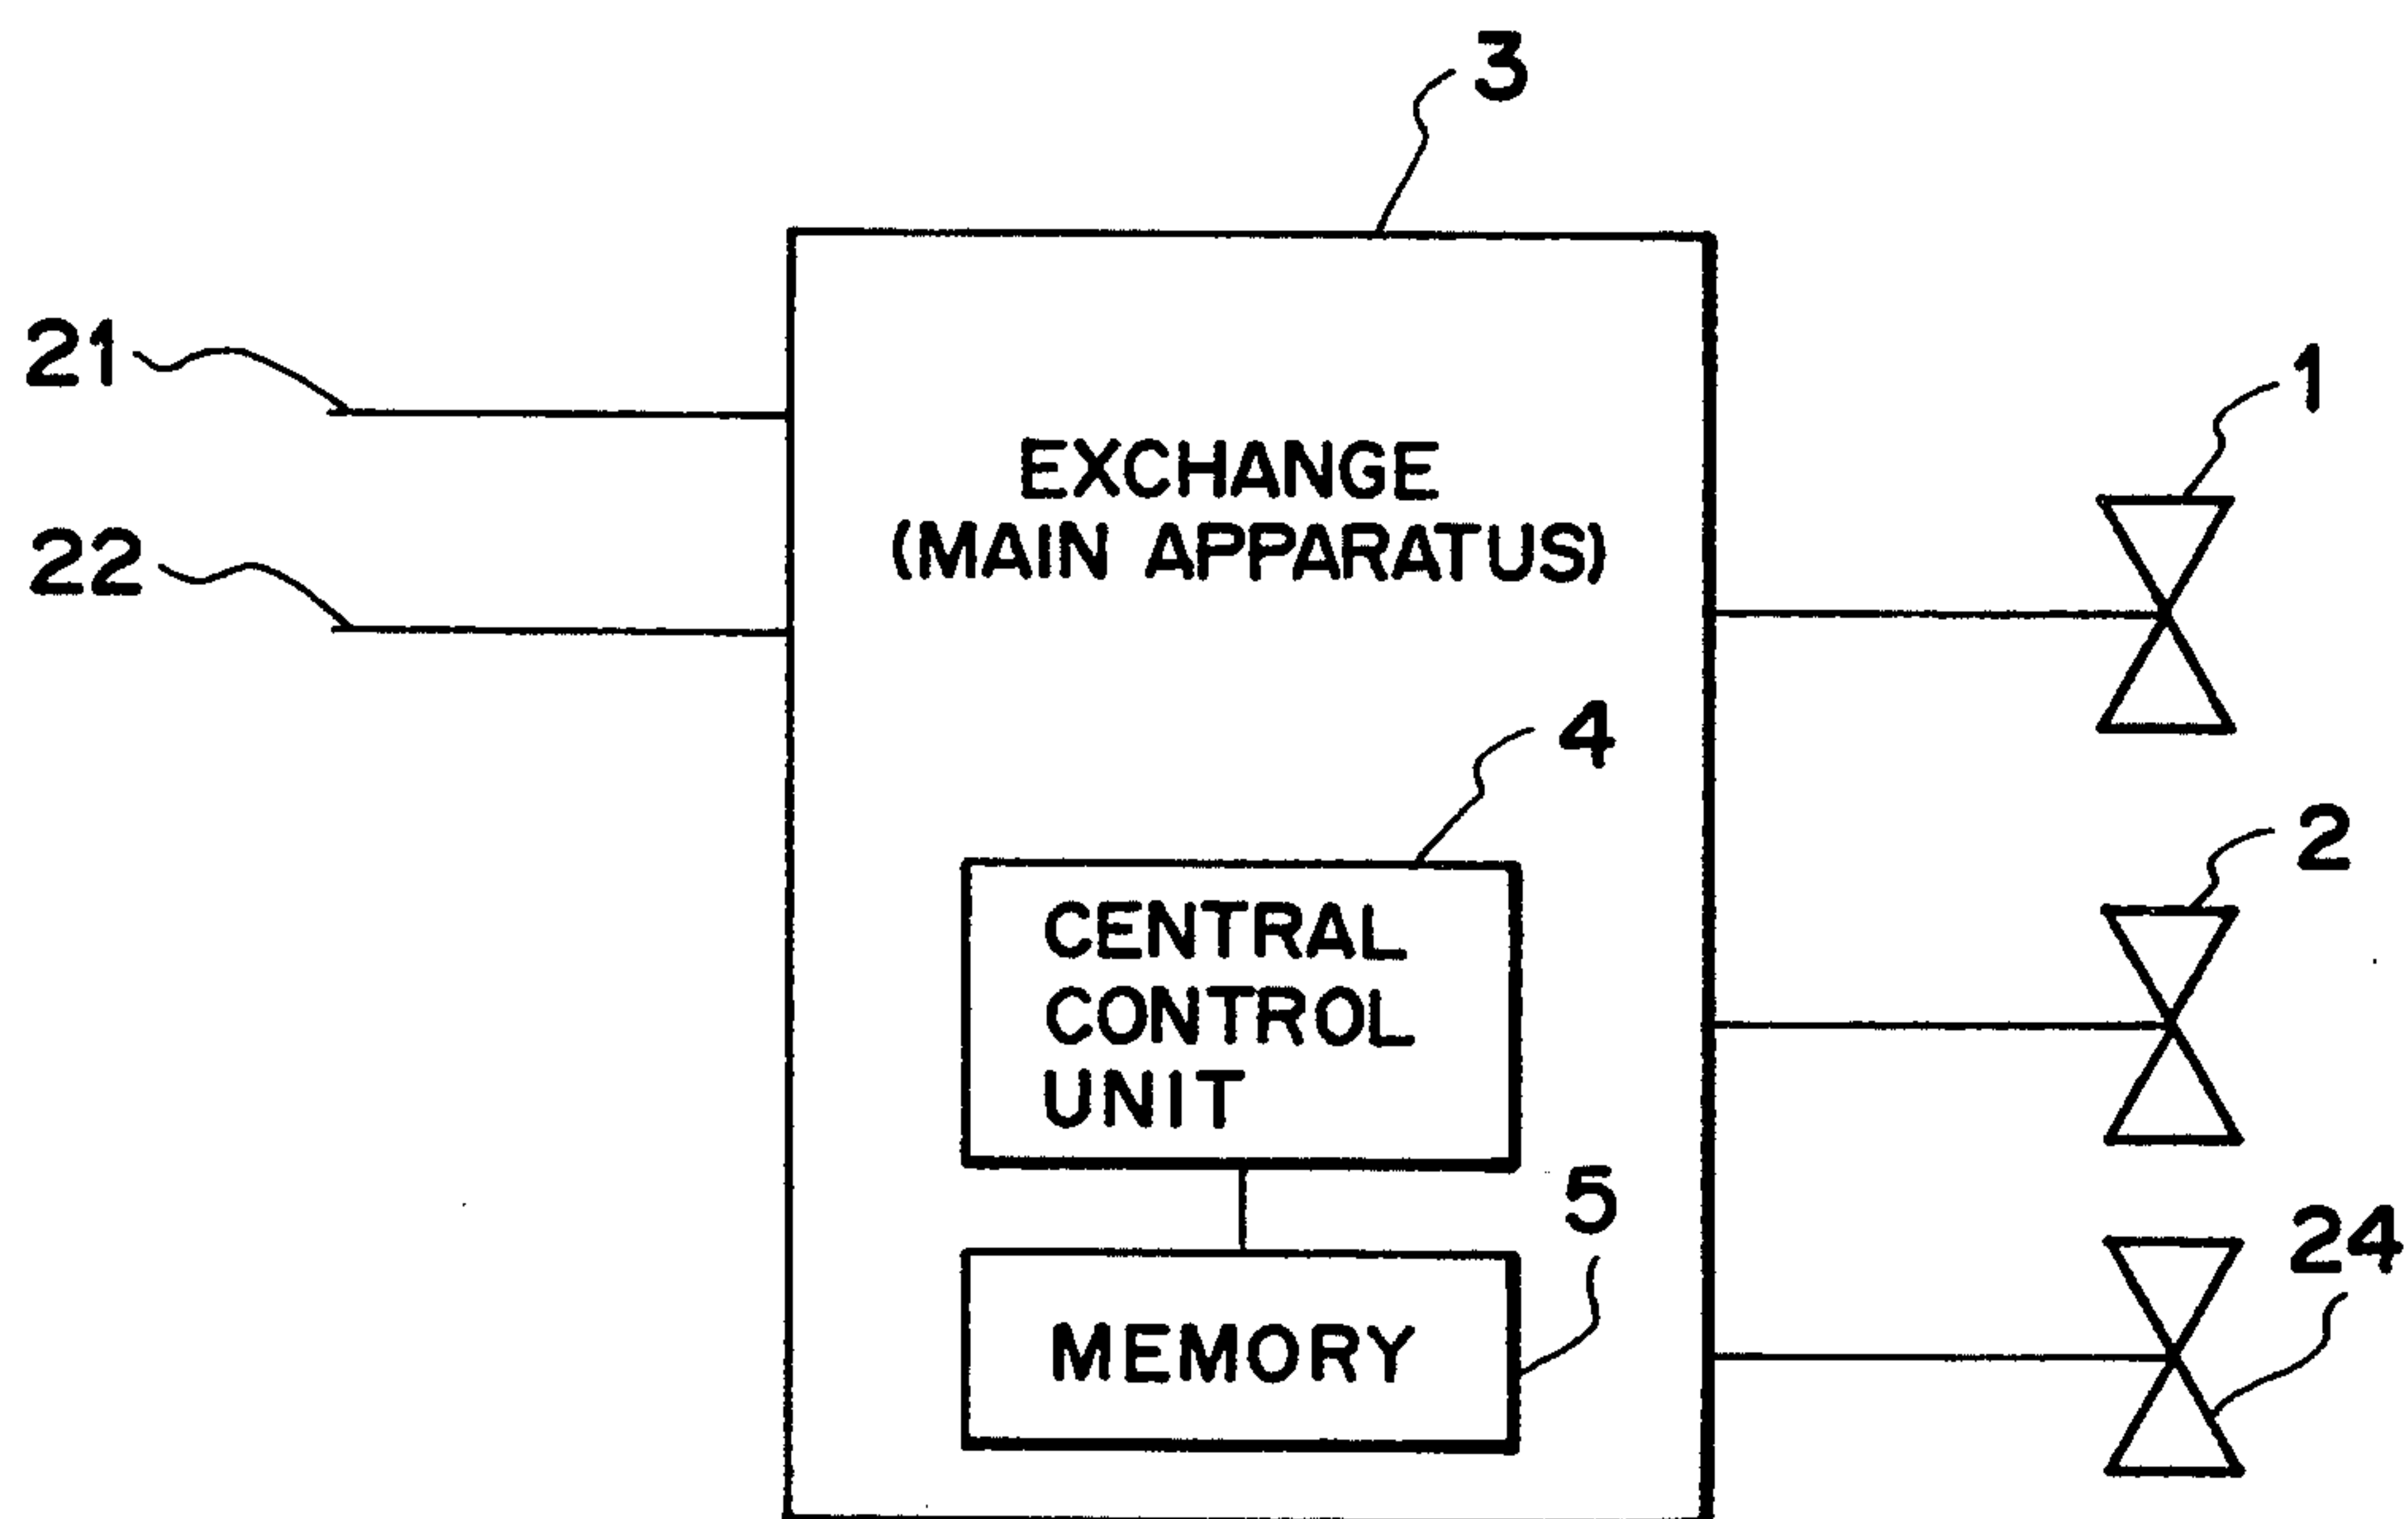 3
21
1
EXCHANGE
(MAIN APPARATUS)
22
4
2
CENTRAL
CONTROL
UNIT
5
24
MEMORY